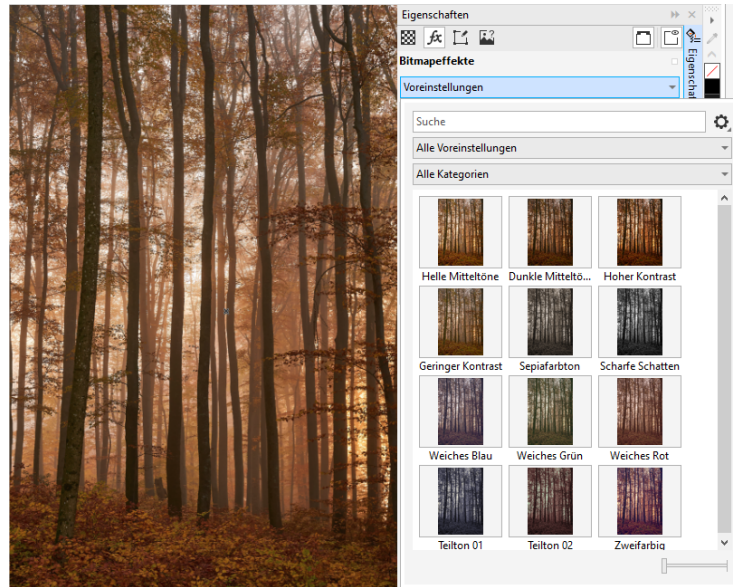 Eigenschaften
Bitmapeffekte
Voreinstellungen
Eigenschaf
Suche
Alle Voreinstellungen
Alle Kategorien
Helle Mitteltöne Dunkle Mitteltö... Hoher Kontrast
Geringer Kontrast Sepiafarbton Scharfe Schatten
Weiches Blau Weiches Grün Weiches Rot
Teilton 01 Teilton 02 Zweifarbig